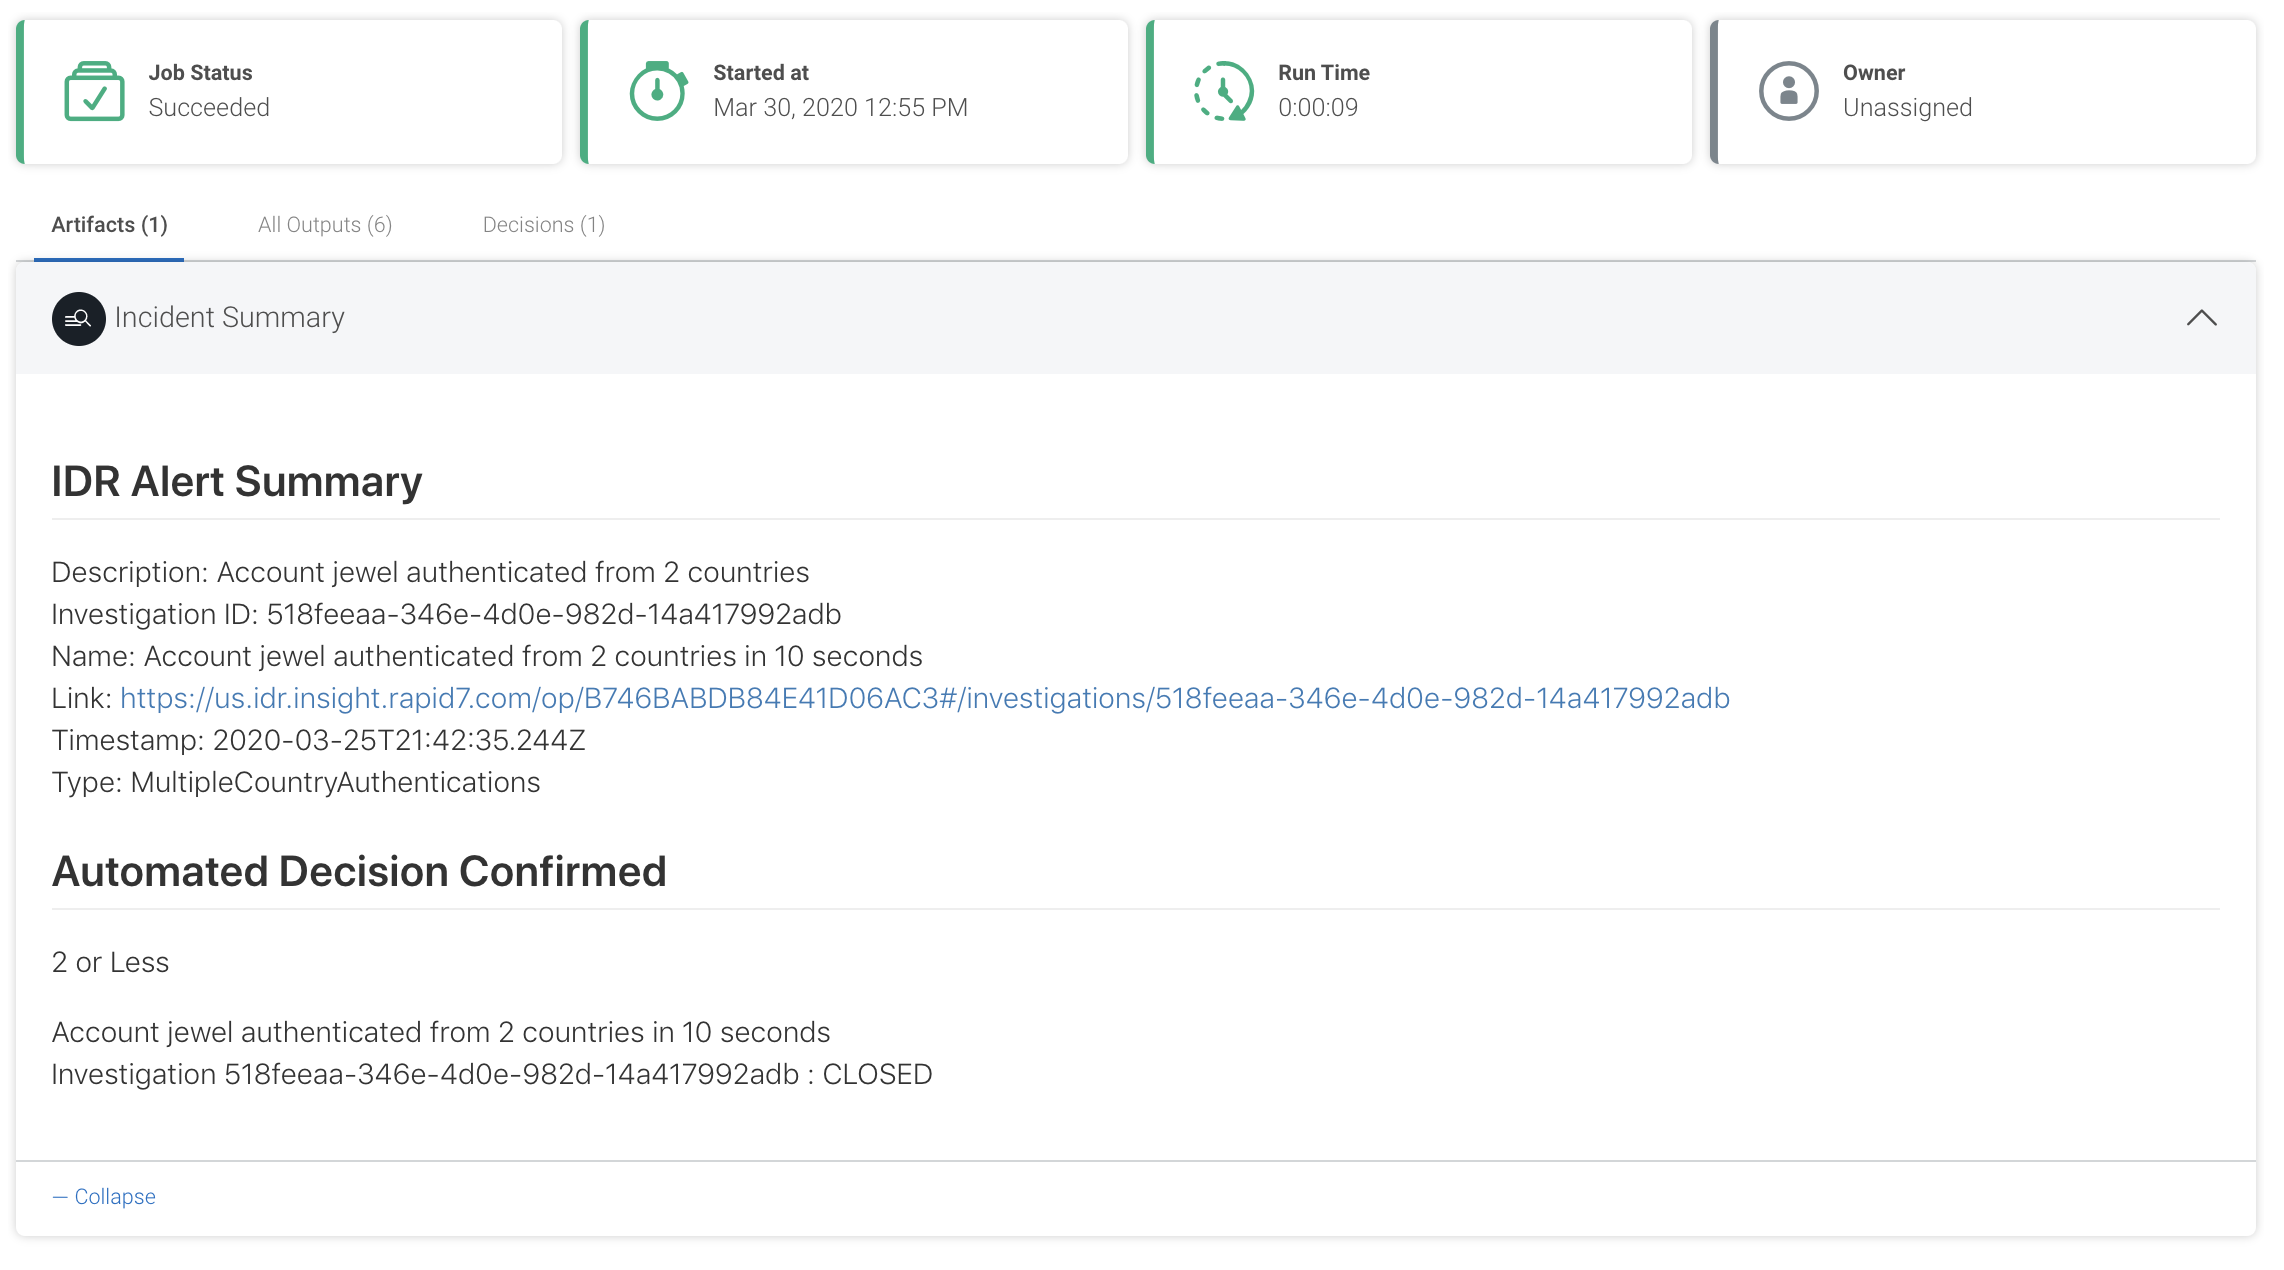 Job Status
Succeeded
Started at
Mar 30, 2020 12:55 PM
Run Time
0:00:09
Owner
Unassigned
Artifacts (1)
All Outputs (6)
Decisions (1)
Incident Summary
IDR Alert Summary
Description: Account jewel authenticated from 2 countries
Investigation ID: 518feeaa-346e-4d0e-982d-14a417992adb
Name: Account jewel authenticated from 2 countries in 10 seconds
Link: https://us.idr.insight.rapid7.com/op/B746BABDB84E41D06AC3#/investigations/518feeaa-346e-4d0e-982d-14a417992adb
Timestamp: 2020-03-25T21:42:35.244Z
Type: MultipleCountryAuthentications
Automated Decision Confirmed
2 or Less
Account jewel authenticated from 2 countries in 10 seconds
Investigation 518feeaa-346e-4d0e-982d-14a417992adb : CLOSED
— Collapse